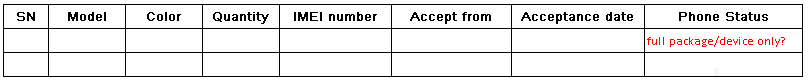 SN Model Color Quantity IMEI number Accept from Acceptance date Phone Status
full package/device only?